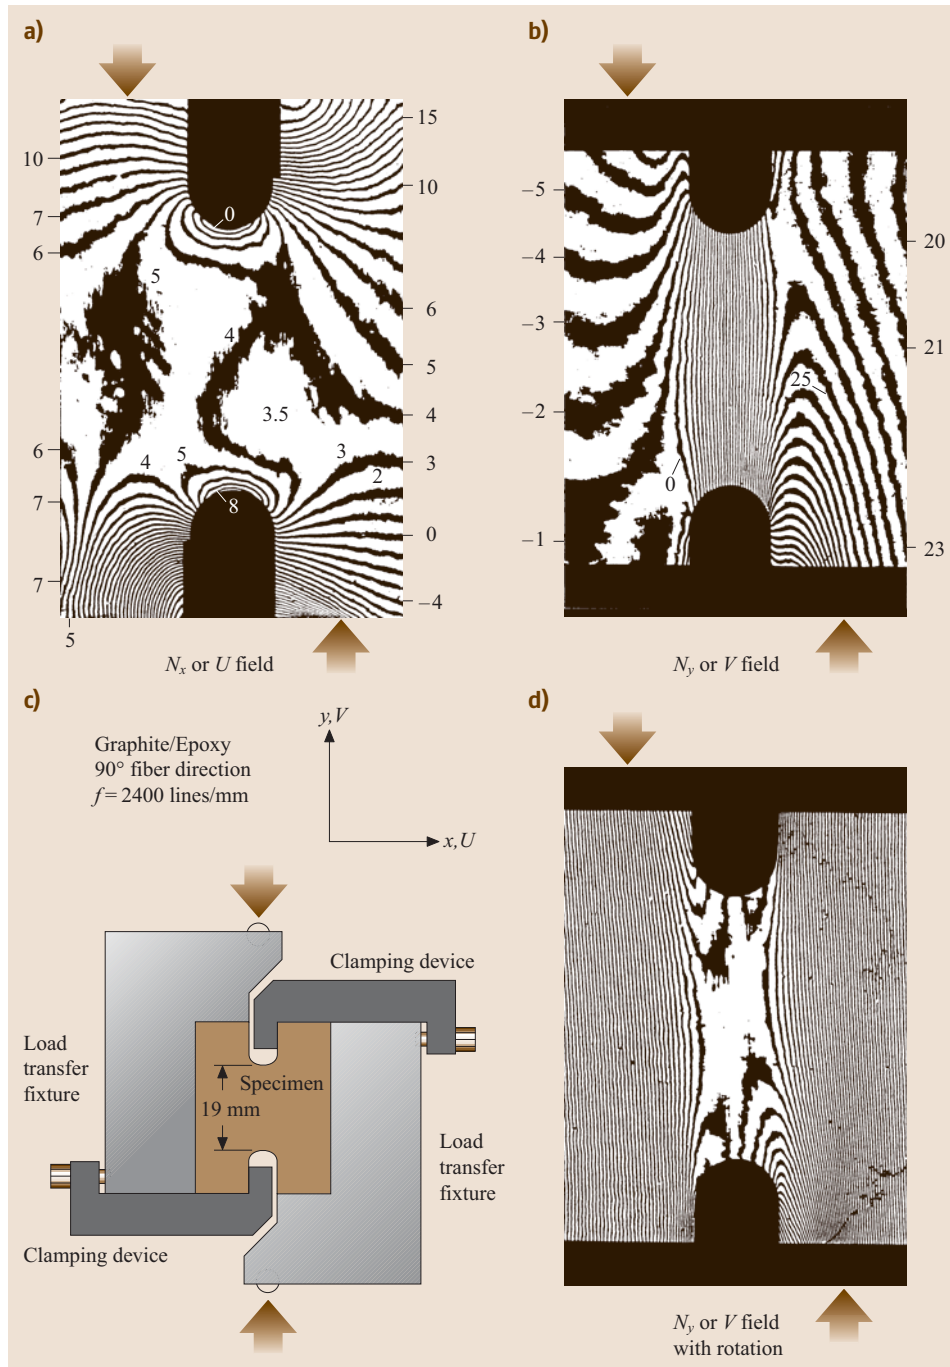 a)
b)
10
7
6
6
7
7
5
15
10
6
5
4
3
0
−4
0
5
4
3.5
4
5
3
2
8
Nx or U field
−5
−4
−3
−2
−1
20
21
23
25
0
Ny or V field
c)
d)
Graphite/Epoxy
90° fiber direction
f = 2400 lines/mm
y, V
x, U
Clamping device
Load
transfer
fixture
Specimen
19 mm
Load
transfer
fixture
Clamping device
Ny or V field
with rotation